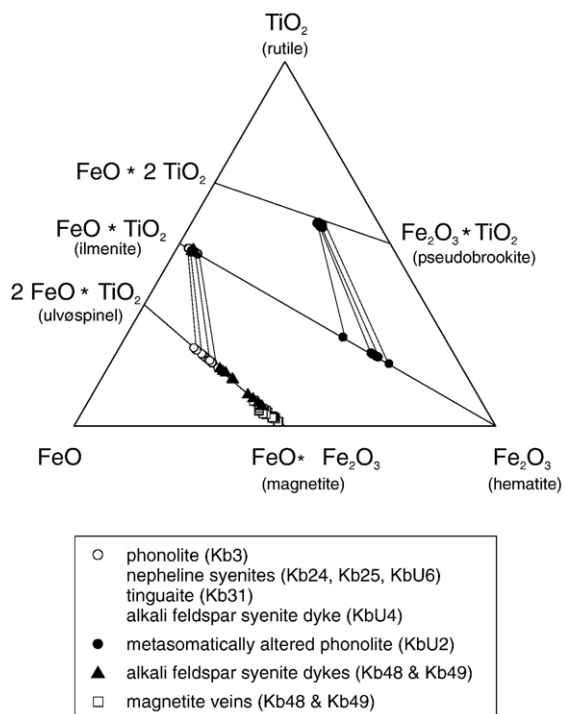 TiO₂
(rutile)
FeO * 2 TiO₂
FeO * TiO₂
(ilmenite)
Fe₂O₃ * TiO₂
(pseudobrookite)
2 FeO * TiO₂
(ulvøspinel)
FeO
FeO * Fe₂O₃
(magnetite)
Fe₂O₃
(hematite)
phonolite (Kb3)
nepheline syenites (Kb24, Kb25, KbU6)
tinguaite (Kb31)
alkali feldspar syenite dyke (KbU4)
metasomatically altered phonolite (KbU2)
alkali feldspar syenite dykes (Kb48 & Kb49)
magnetite veins (Kb48 & Kb49)